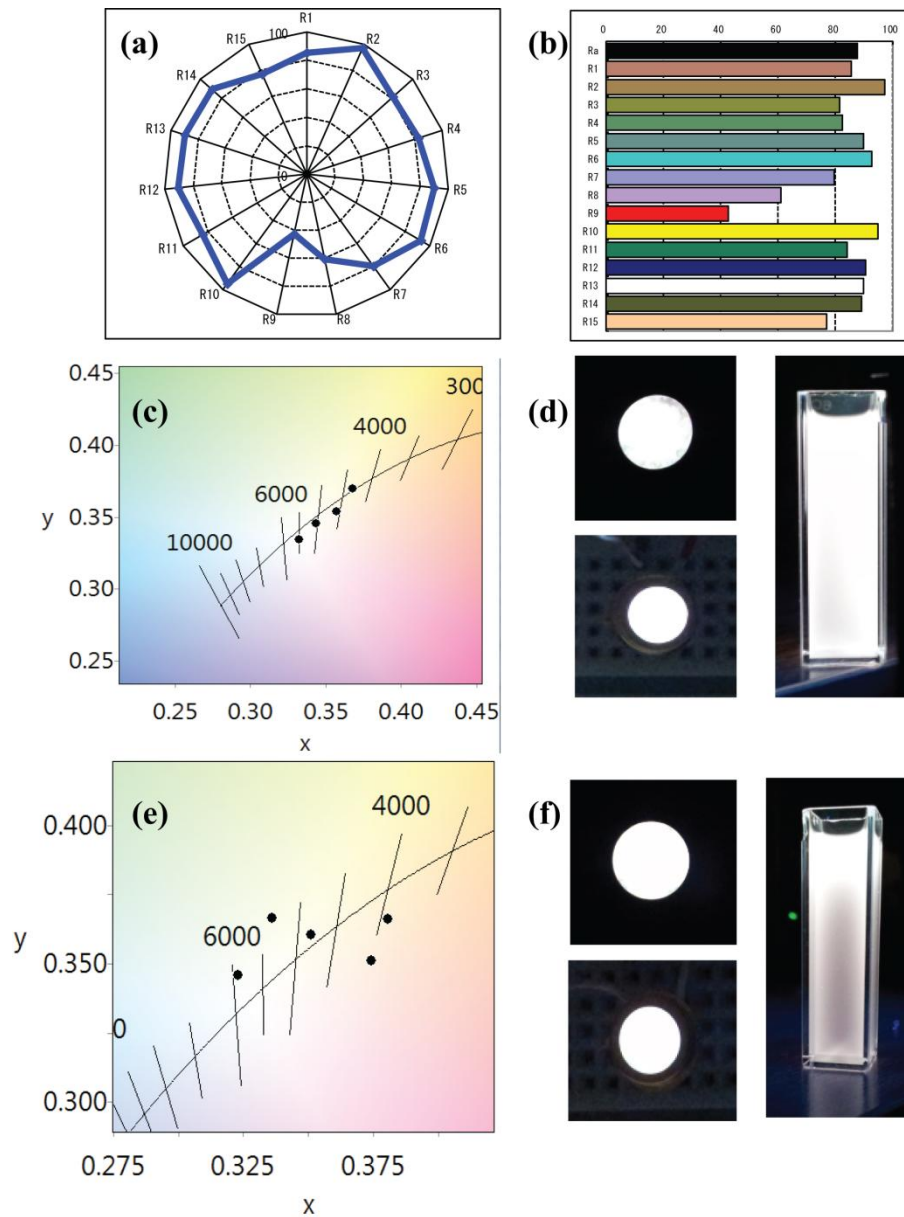 (a)
R1
100
R2
R3
R4
R5
R6
R7
R8
R9
R10
R11
R12
R13
R14
R15
0
(b)
0 20 40 60 80 100
Ra
R1
R2
R3
R4
R5
R6
R7
R8
R9
R10
R11
R12
R13
R14
R15
(c)
0.45
0.40
0.35
0.30
0.25
y
10000
6000
4000
300
0.25 0.30 0.35 0.40 0.45
x
(d)
(e)
0.400
0.350
0.300
y
0
6000
4000
0.275 0.325 0.375
x
(f)